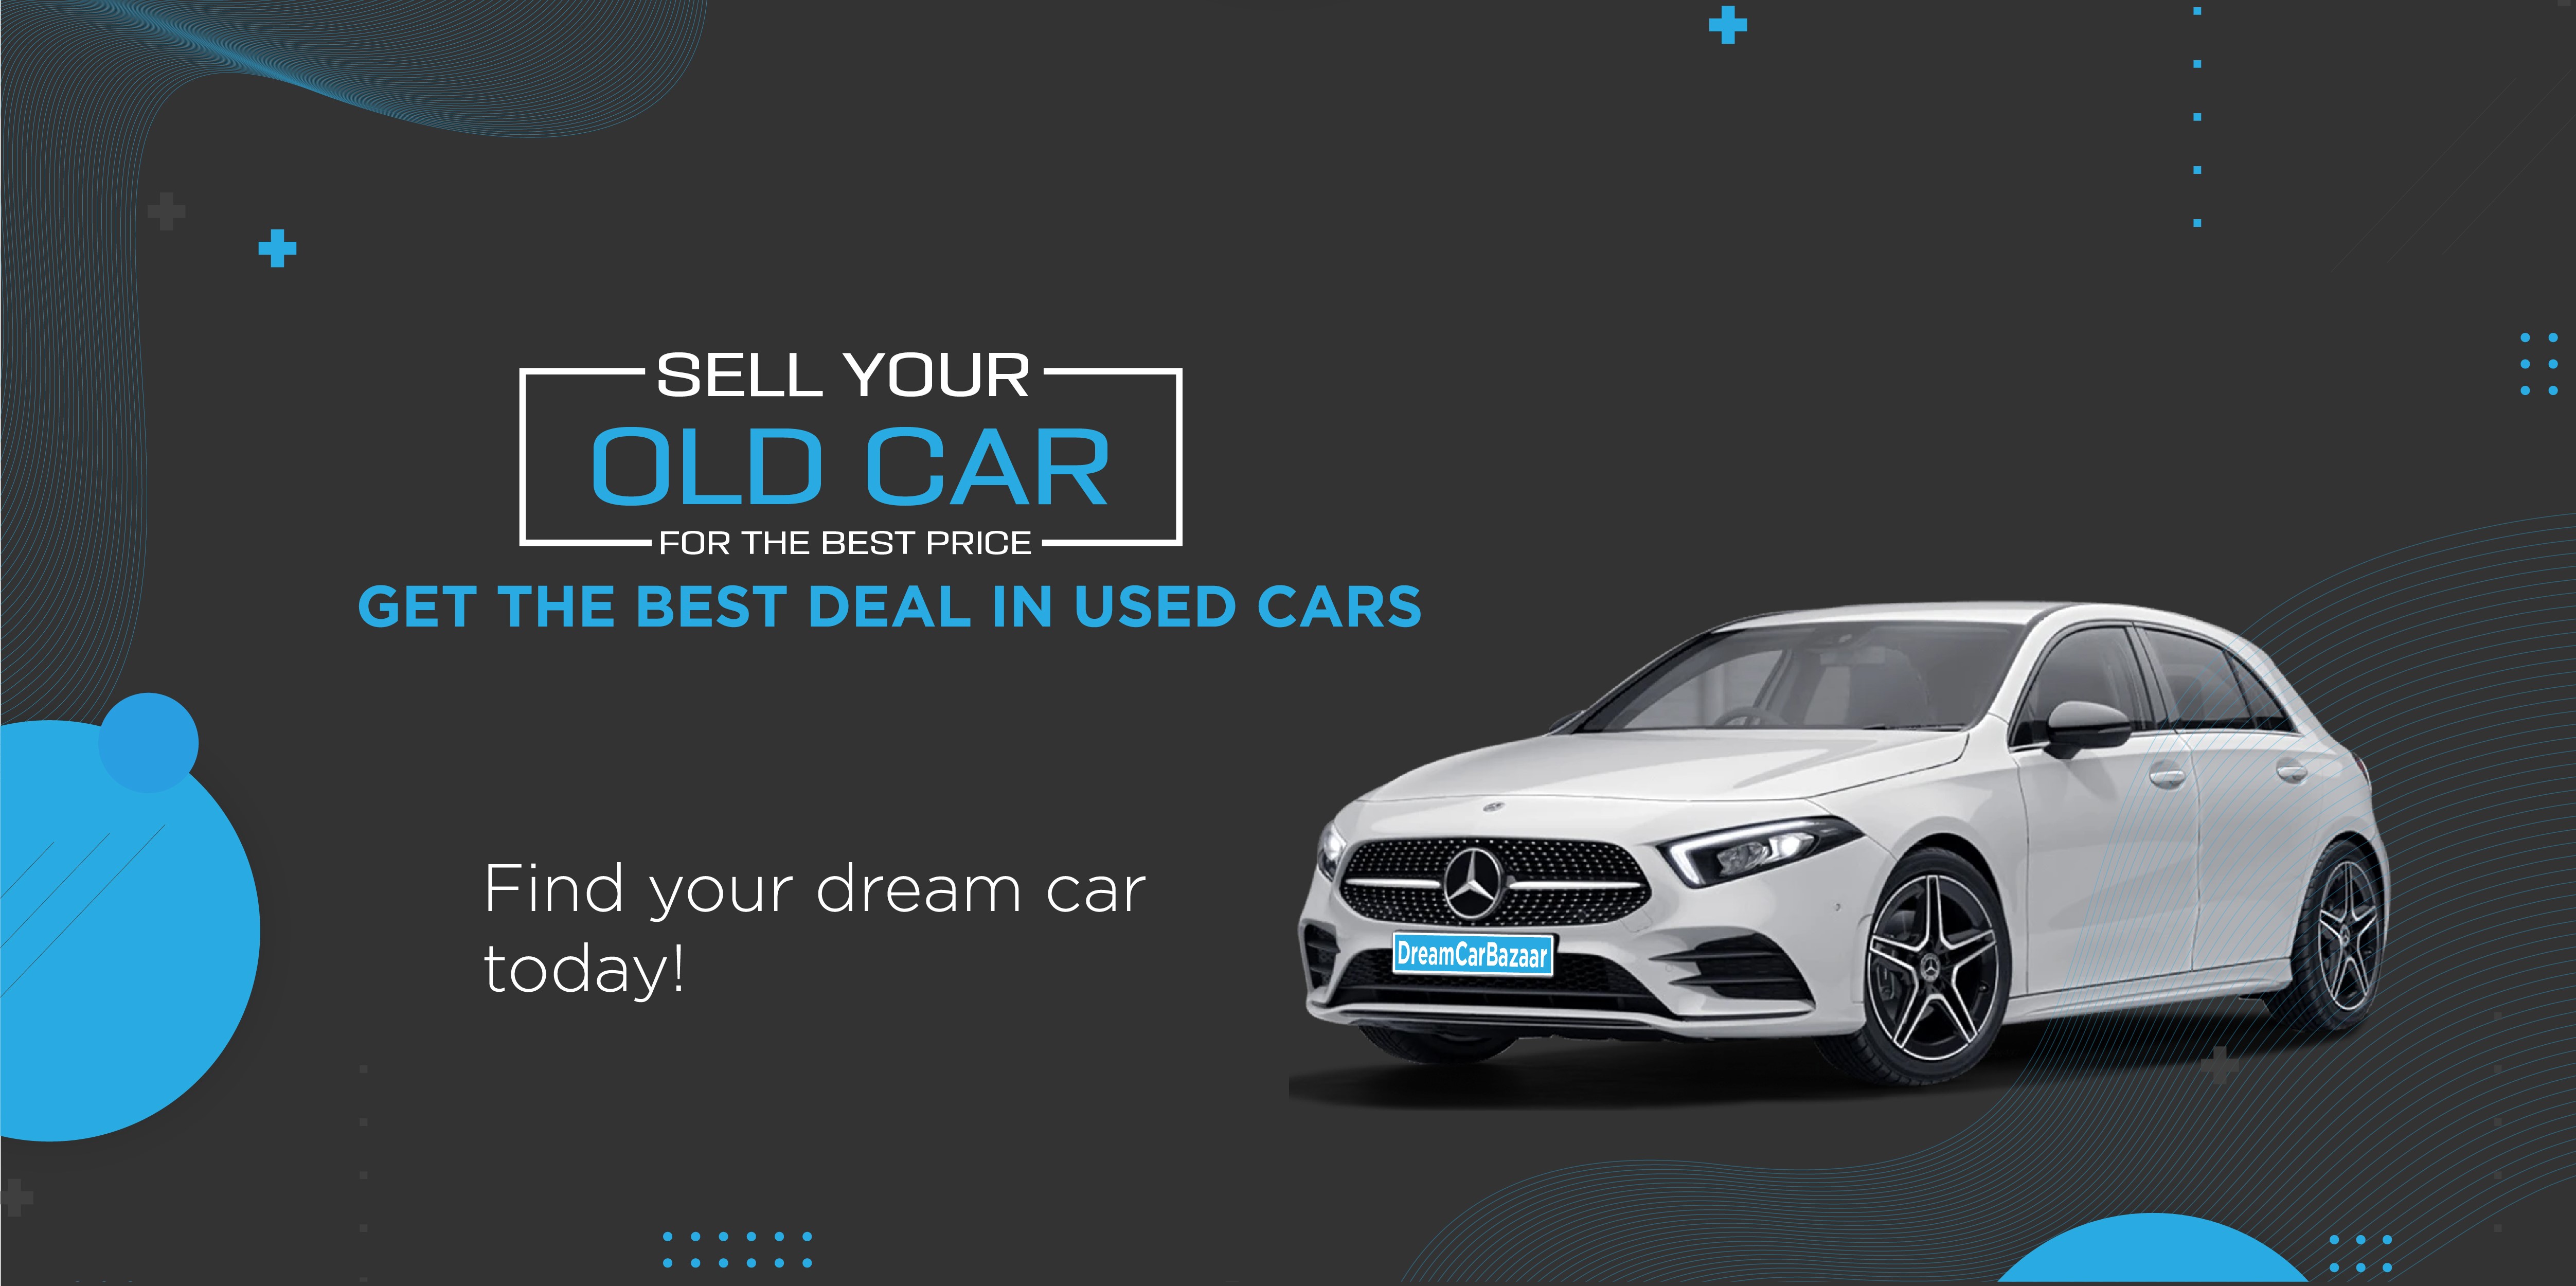 SELL YOUR
OLD CAR
FOR THE BEST PRICE
GET THE BEST DEAL IN USED CARS
Find your dream car
today!
DreamCarBazaar